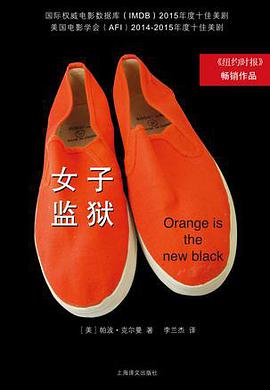 国际权威电影数据库（IMDB）2015年度十佳美剧
美国电影学会（AFI）2014-2015年度十佳美剧
《纽约时报》
畅销作品
女子
监狱
Orange is
the
new black
［美］帕波·克尔曼 著 李兰杰 译
上海译文出版社